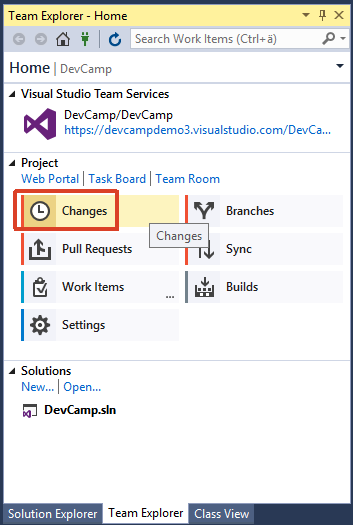 Team Explorer - Home
Search Work Items (Ctrl+ä)
Home | DevCamp
Visual Studio Team Services
DevCamp/DevCamp
https://devcampdemo3.visualstudio.com/DevCa...
Project
Web Portal | Task Board | Team Room
Changes
Branches
Changes
Pull Requests
Sync
Work Items
...
Builds
Settings
Solutions
New... | Open...
DevCamp.sln
Solution Explorer Team Explorer Class View